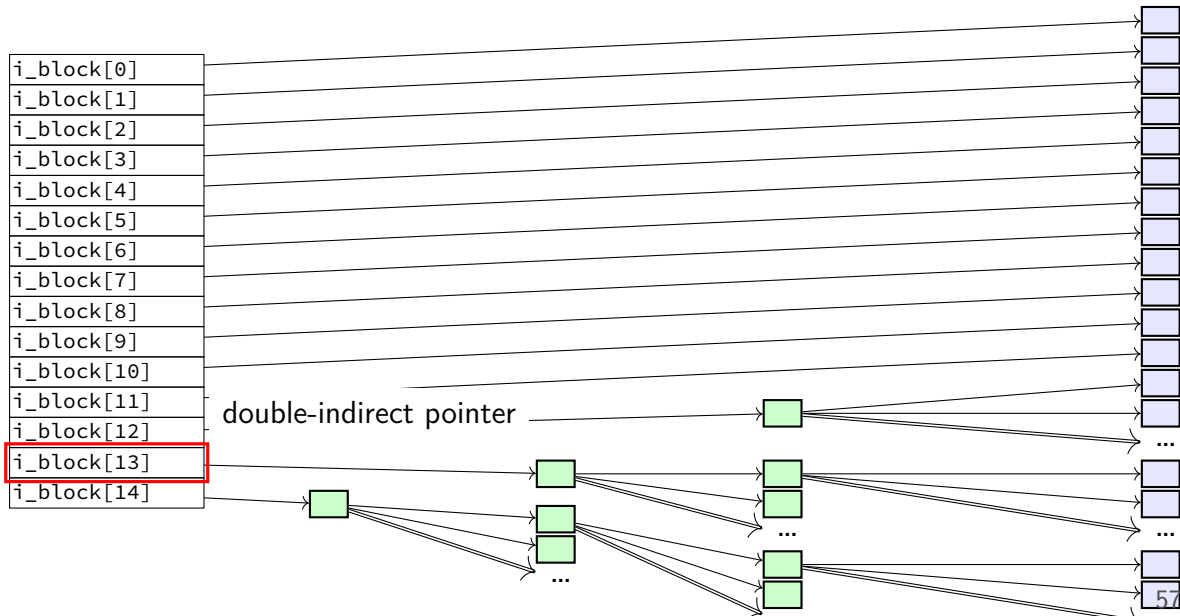 i_block[0]
i_block[1]
i_block[2]
i_block[3]
i_block[4]
i_block[5]
i_block[6]
i_block[7]
i_block[8]
i_block[9]
i_block[10]
i_block[11]
double-indirect pointer
i_block[12]
...
i_block[13]
i_block[14]
...
...
...
57